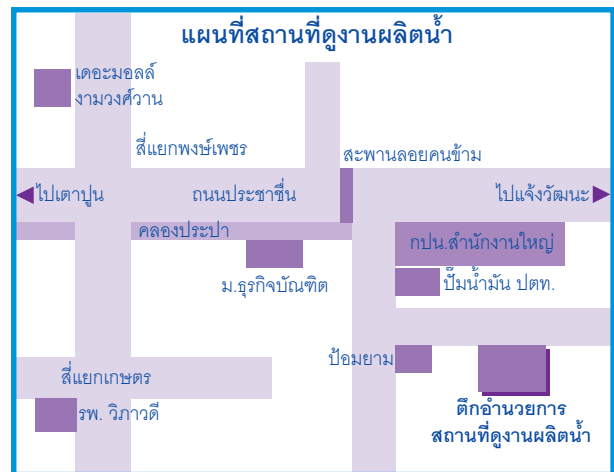 แผนที่สถานที่ดูงานผลิตน้ำ
เดอะมอลล์
งามวงศ์วาน
สี่แยกพงษ์เพชร
สะพานลอยคนข้าม
ไปเตาปูน
ถนนประชาชื่น
ไปแจ้งวัฒนะ
คลองประปา
กปน.สำนักงานใหญ่
ม.ธุรกิจบัณฑิต
ปั๊มน้ำมัน ปตท.
ป้อมยาม
สี่แยกเกษตร
รพ. วิภาวดี
ตึกอำนวยการ
สถานที่ดูงานผลิตน้ำ